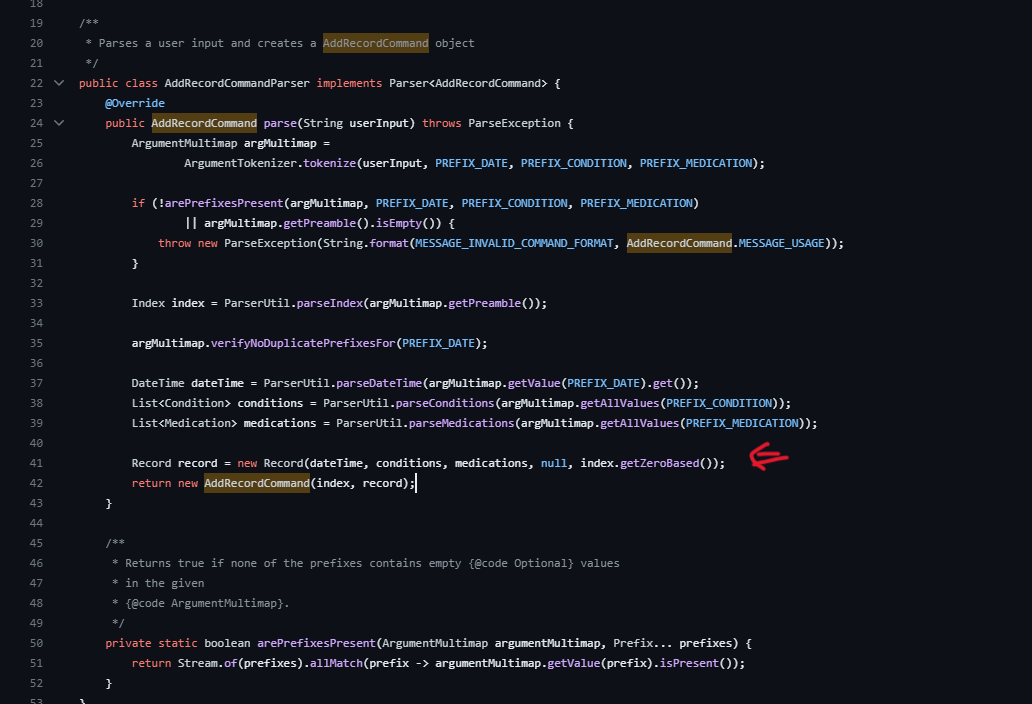 18
19 /**
20 * Parses a user input and creates a AddRecordCommand object
21 */
22 public class AddRecordCommandParser implements Parser<AddRecordCommand> {
23 @Override
24 public AddRecordCommand parse(String userInput) throws ParseException {
25 ArgumentMultimap argMultimap =
26 ArgumentTokenizer.tokenize(userInput, PREFIX_DATE, PREFIX_CONDITION, PREFIX_MEDICATION);
27
28 if (!arePrefixesPresent(argMultimap, PREFIX_DATE, PREFIX_CONDITION, PREFIX_MEDICATION)
29 || argMultimap.getPreamble().isEmpty()) {
30 throw new ParseException(String.format(MESSAGE_INVALID_COMMAND_FORMAT, AddRecordCommand.MESSAGE_USAGE));
31 }
32
33 Index index = ParserUtil.parseIndex(argMultimap.getPreamble());
34
35 argMultimap.verifyNoDuplicatePrefixesFor(PREFIX_DATE);
36
37 DateTime dateTime = ParserUtil.parseDateTime(argMultimap.getValue(PREFIX_DATE).get());
38 List<Condition> conditions = ParserUtil.parseConditions(argMultimap.getAllValues(PREFIX_CONDITION));
39 List<Medication> medications = ParserUtil.parseMedications(argMultimap.getAllValues(PREFIX_MEDICATION));
40
41 Record record = new Record(dateTime, conditions, medications, null, index.getZeroBased());
42 return new AddRecordCommand(index, record);
43 }
44
45 /**
46 * Returns true if none of the prefixes contains empty {@code Optional} values
47 * in the given
48 * {@code ArgumentMultimap}.
49 */
50 private static boolean arePrefixesPresent(ArgumentMultimap argumentMultimap, Prefix... prefixes) {
51 return Stream.of(prefixes).allMatch(prefix -> argumentMultimap.getValue(prefix).isPresent());
52 }
53 }